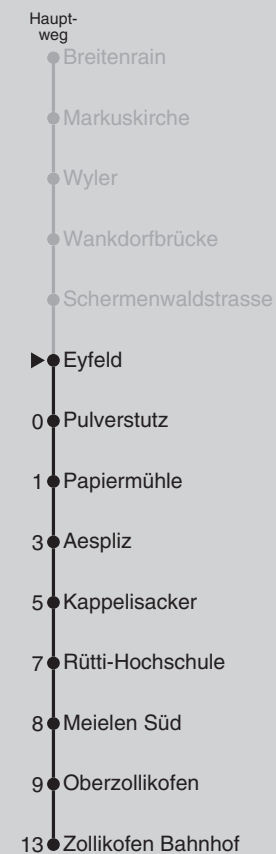 Haupt-
weg
Breitenrain
Markuskirche
Wyler
Wankdorfbrücke
Schermenwaldstrasse
Eyfeld
0 Pulverstutz
1 Papiermühle
3 Aespliz
5 Kappelisacker
7 Rütti-Hochschule
8 Meielen Süd
9 Oberzollikofen
13 Zollikofen Bahnhof